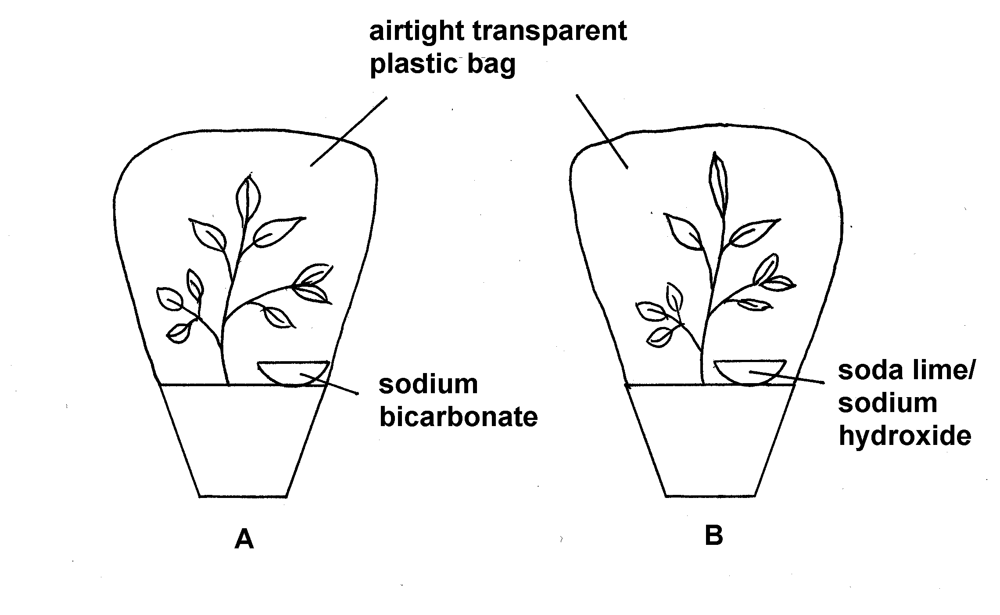 airtight transparent
plastic bag
sodium
bicarbonate
soda lime/
sodium
hydroxide
A
B